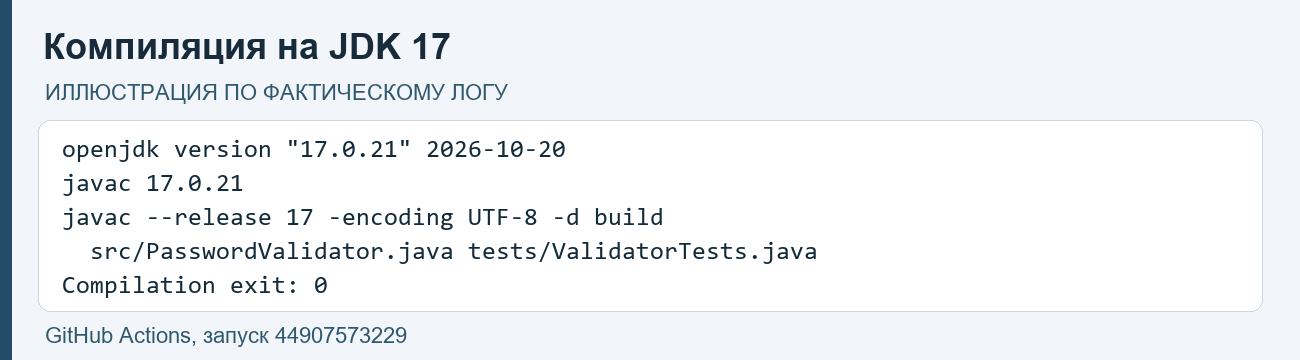 Компиляция на JDK 17
ИЛЛЮСТРАЦИЯ ПО ФАКТИЧЕСКОМУ ЛОГУ
openjdk version "17.0.21" 2026-10-20
javac 17.0.21
javac --release 17 -encoding UTF-8 -d build
  src/PasswordValidator.java tests/ValidatorTests.java
Compilation exit: 0
GitHub Actions, запуск 44907573229